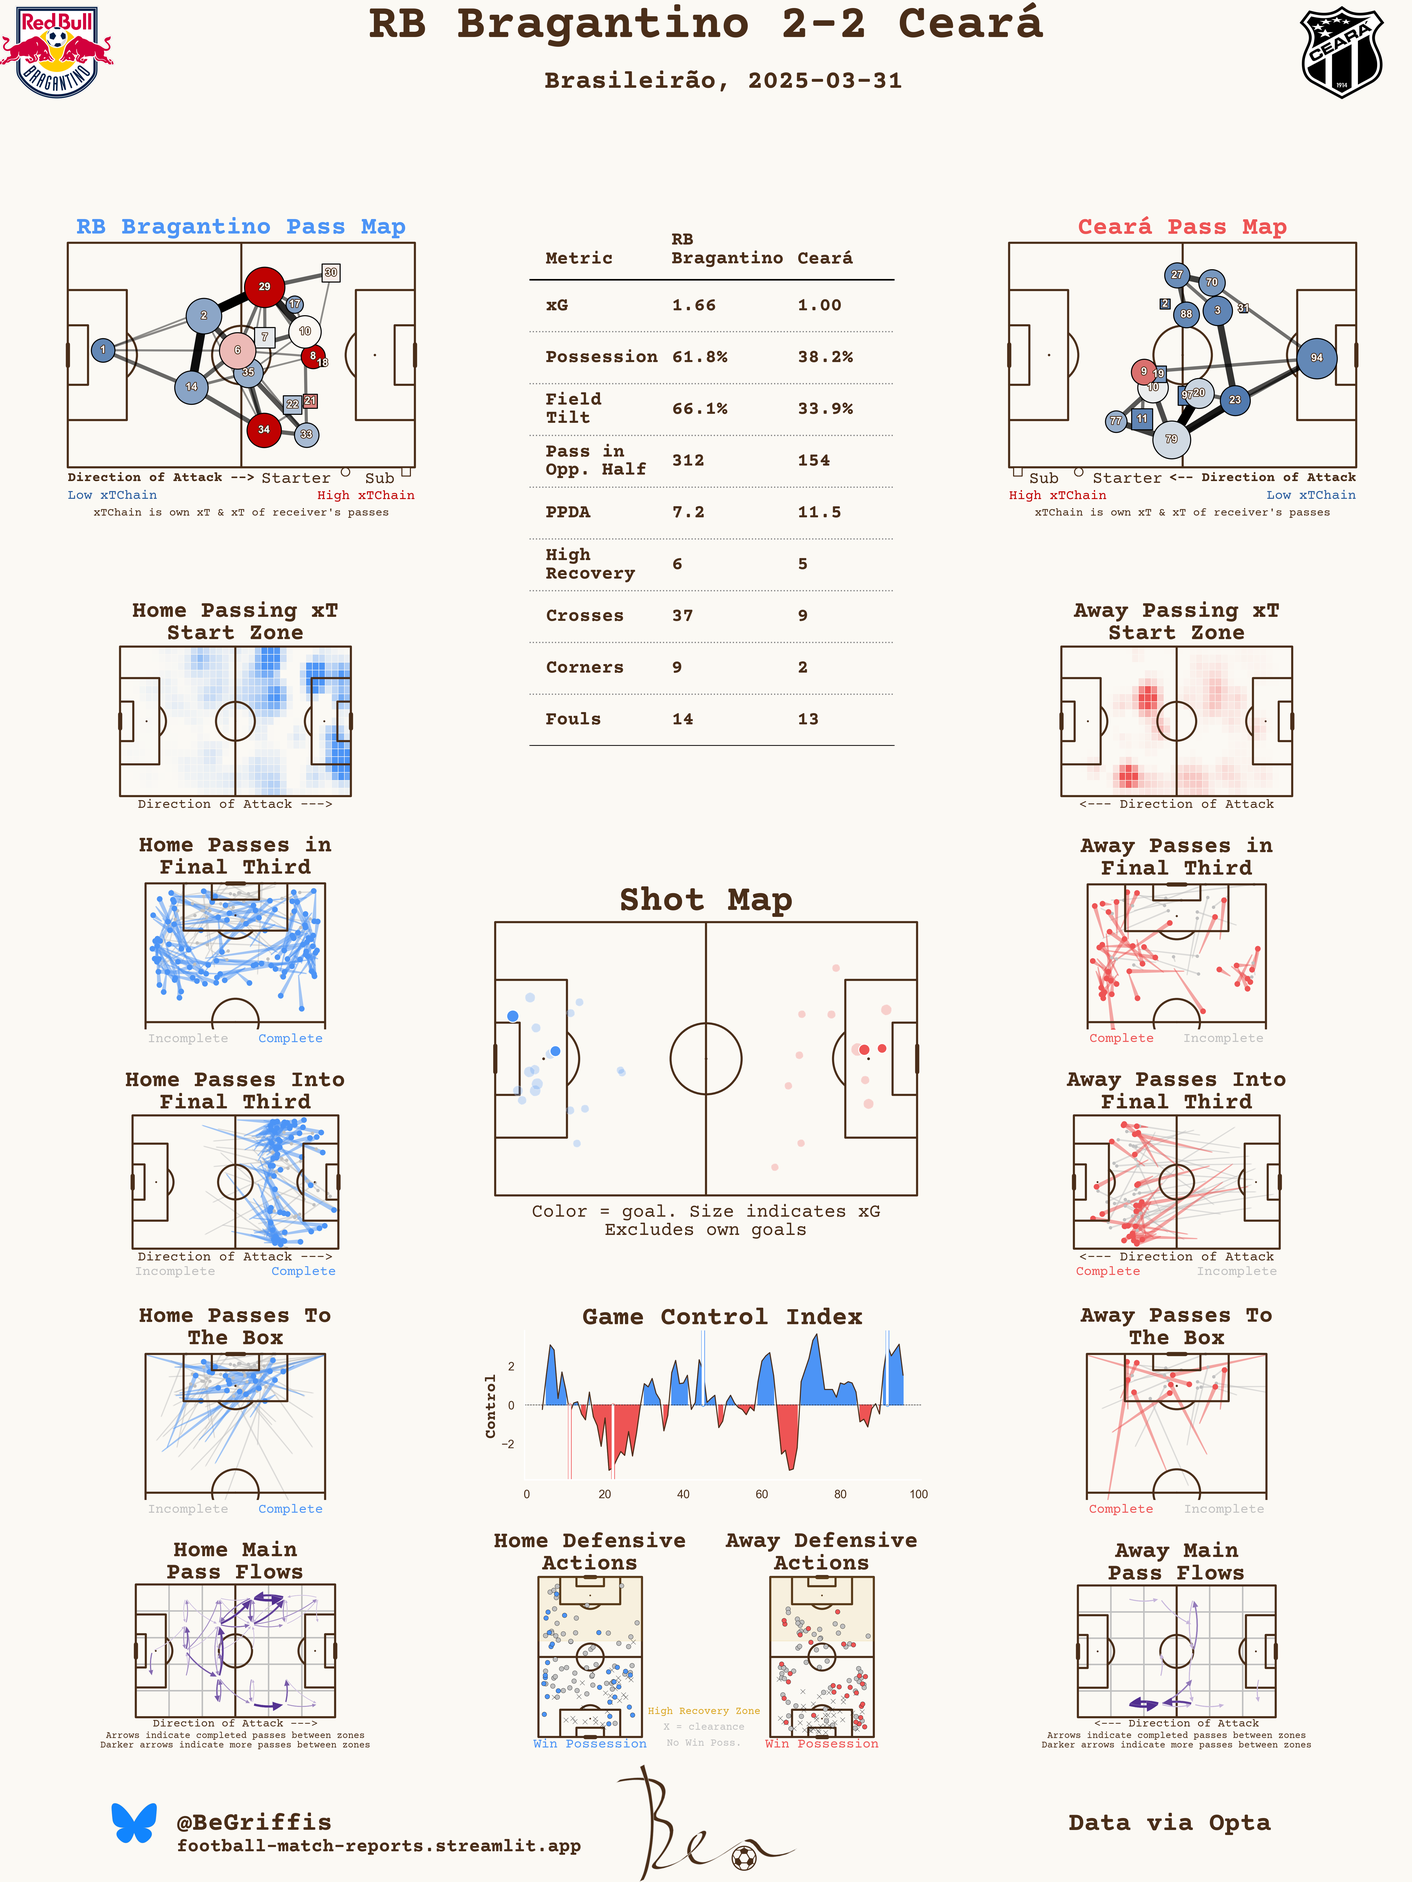 RB Bragantino 2-2 Ceará
Brasileirão, 2025-03-31
RedBull
BRAGANTINO
CEARÁ
1914
RB Bragantino Pass Map
30
29
17
2
10
7
6
1
8
18
35
14
22
21
34
33
Direction of Attack --> Starter Sub
Low xTChain High xTChain
xTChain is own xT & xT of receiver's passes
Metric RB Bragantino Ceará
xG 1.66 1.00
Possession 61.8% 38.2%
Field Tilt 66.1% 33.9%
Pass in Opp. Half 312 154
PPDA 7.2 11.5
High Recovery 6 5
Crosses 37 9
Corners 9 2
Fouls 14 13
Ceará Pass Map
27
70
2
3
31
88
94
9
19
10
97
20
23
77
11
79
Sub Starter <-- Direction of Attack
High xTChain Low xTChain
xTChain is own xT & xT of receiver's passes
Home Passing xT
Start Zone
Direction of Attack --->
Away Passing xT
Start Zone
<--- Direction of Attack
Home Passes in
Final Third
Incomplete Complete
Away Passes in
Final Third
Complete Incomplete
Shot Map
Color = goal. Size indicates xG
Excludes own goals
Home Passes Into
Final Third
Direction of Attack --->
Incomplete Complete
Away Passes Into
Final Third
<--- Direction of Attack
Complete Incomplete
Home Passes To
The Box
Incomplete Complete
Game Control Index
Control
2
0
−2
0 20 40 60 80 100
Away Passes To
The Box
Complete Incomplete
Home Main
Pass Flows
Direction of Attack --->
Arrows indicate completed passes between zones
Darker arrows indicate more passes between zones
Home Defensive
Actions
Win Possession
High Recovery Zone
X = clearance
No Win Poss.
Away Defensive
Actions
Win Possession
Away Main
Pass Flows
<--- Direction of Attack
Arrows indicate completed passes between zones
Darker arrows indicate more passes between zones
@BeGriffis
football-match-reports.streamlit.app
Ben
Data via Opta